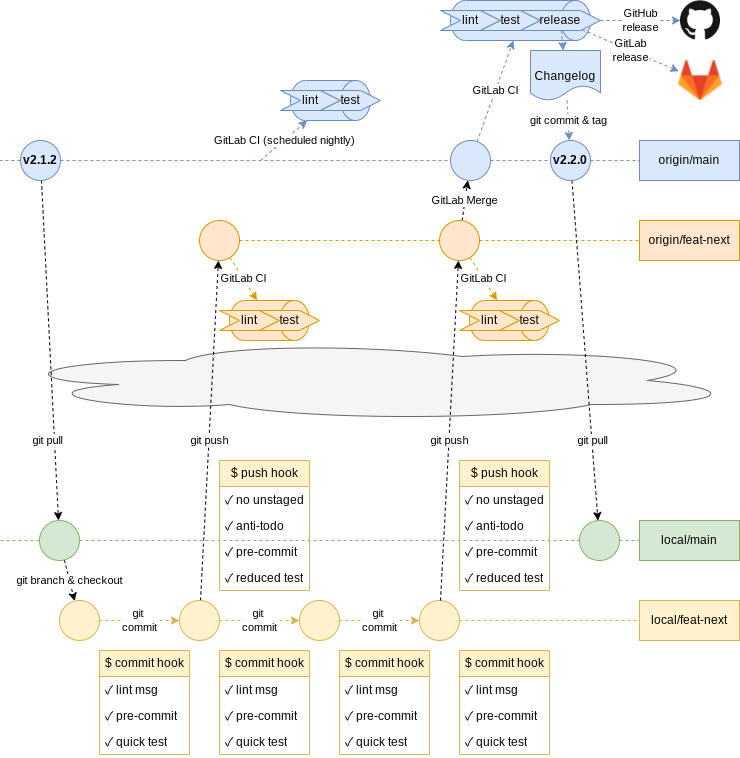 lint test release
GitHub
release
GitLab
release
Changelog
GitLab CI
lint test
git commit & tag
GitLab CI (scheduled nightly)
v2.1.2
v2.2.0
origin/main
GitLab Merge
origin/feat-next
GitLab CI
GitLab CI
lint test
lint test
git pull
git push
git push
git pull
$ push hook
✓ no unstaged
✓ anti-todo
✓ pre-commit
✓ reduced test
$ push hook
✓ no unstaged
✓ anti-todo
✓ pre-commit
✓ reduced test
local/main
git branch & checkout
git
commit
git
commit
git
commit
local/feat-next
$ commit hook
✓ lint msg
✓ pre-commit
✓ quick test
$ commit hook
✓ lint msg
✓ pre-commit
✓ quick test
$ commit hook
✓ lint msg
✓ pre-commit
✓ quick test
$ commit hook
✓ lint msg
✓ pre-commit
✓ quick test